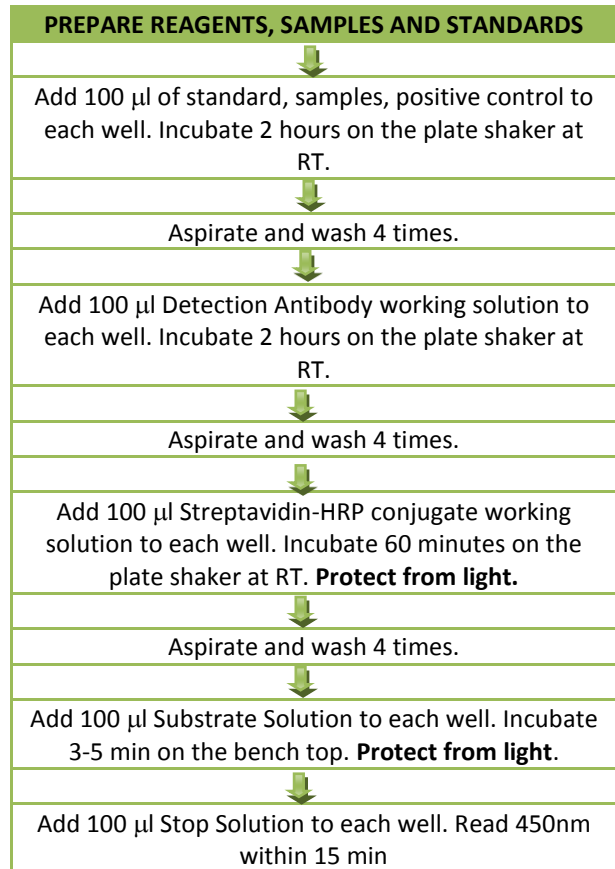 PREPARE REAGENTS, SAMPLES AND STANDARDS
Add 100 μl of standard, samples, positive control to
each well. Incubate 2 hours on the plate shaker at
RT.
Aspirate and wash 4 times.
Add 100 μl Detection Antibody working solution to
each well. Incubate 2 hours on the plate shaker at
RT.
Aspirate and wash 4 times.
Add 100 μl Streptavidin-HRP conjugate working
solution to each well. Incubate 60 minutes on the
plate shaker at RT. Protect from light.
Aspirate and wash 4 times.
Add 100 μl Substrate Solution to each well. Incubate
3-5 min on the bench top. Protect from light.
Add 100 μl Stop Solution to each well. Read 450nm
within 15 min